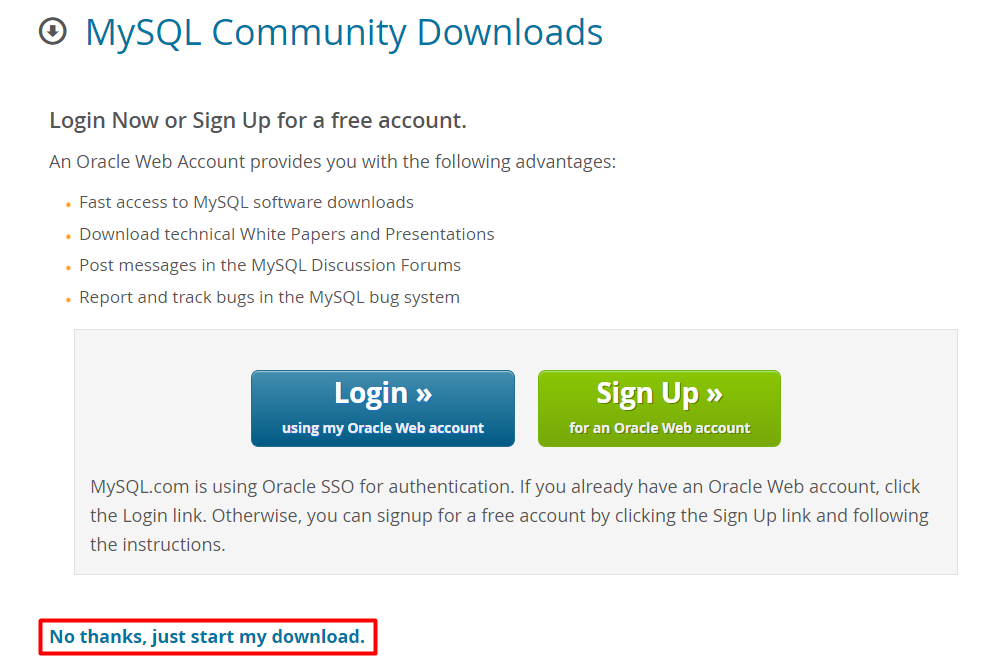 MySQL Community Downloads
Login Now or Sign Up for a free account.
An Oracle Web Account provides you with the following advantages:
Fast access to MySQL software downloads
Download technical White Papers and Presentations
Post messages in the MySQL Discussion Forums
Report and track bugs in the MySQL bug system
Login »
using my Oracle Web account
Sign Up »
for an Oracle Web account
MySQL.com is using Oracle SSO for authentication. If you already have an Oracle Web account, click
the Login link. Otherwise, you can signup for a free account by clicking the Sign Up link and following
the instructions.
No thanks, just start my download.